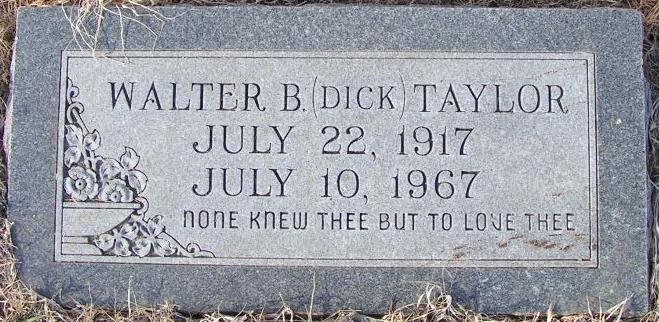 WALTER B. (DICK) TAYLOR
JULY 22, 1917
JULY 10, 1967
NONE KNEW THEE BUT TO LOVE THEE